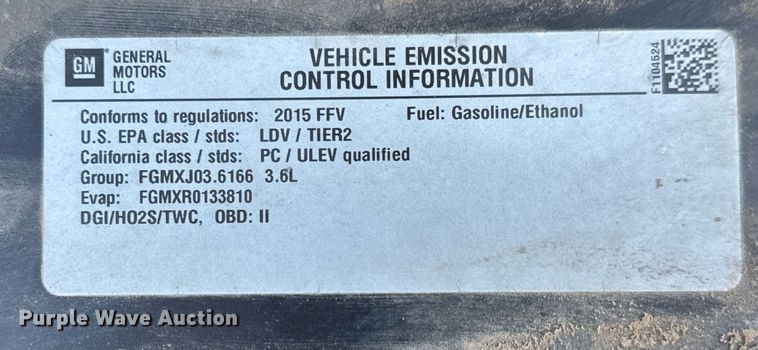 GM
GENERAL
MOTORS
LLC
VEHICLE EMISSION
CONTROL INFORMATION
F1104524
Conforms to regulations: 2015 FFV Fuel: Gasoline/Ethanol
U.S. EPA class / stds: LDV / TIER2
California class / stds: PC / ULEV qualified
Group: FGMXJ03.6166 3.6L
Evap: FGMXR0133810
DGI/HO2S/TWC, OBD: II
Purple Wave Auction